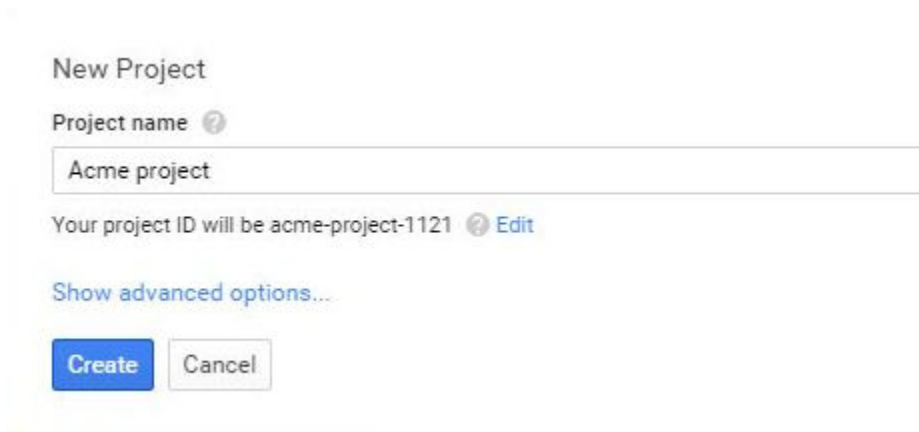 New Project
Project name ?
Acme project
Your project ID will be acme-project-1121 ? Edit
Show advanced options...
Create Cancel